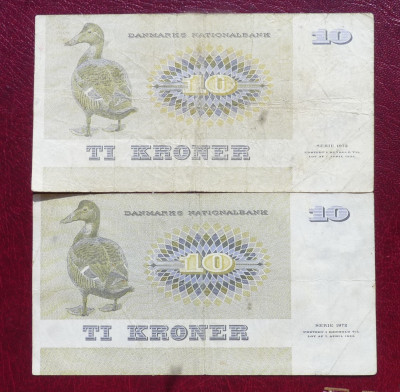 DANMARKS NATIONALBANK
10
10
TI KRONER
SERIE 1972
DANMARKS NATIONALBANK
10
10
TI KRONER
SERIE 1972